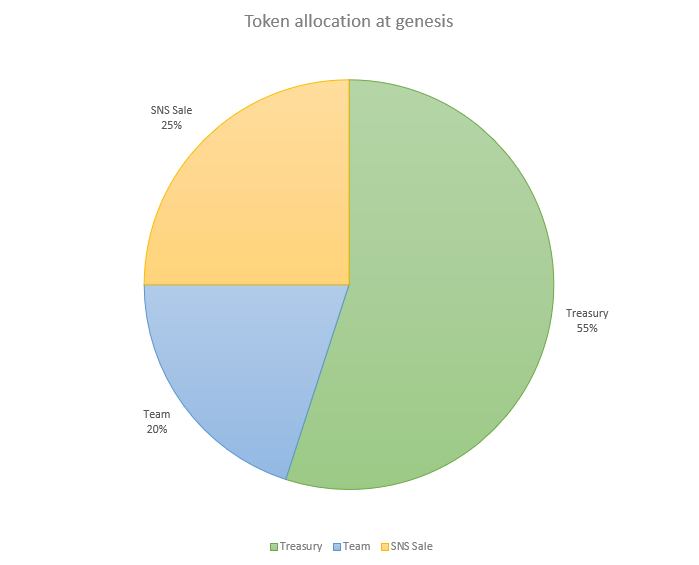 Token allocation at genesis
SNS Sale
25%
Treasury
55%
Team
20%
Treasury Team SNS Sale